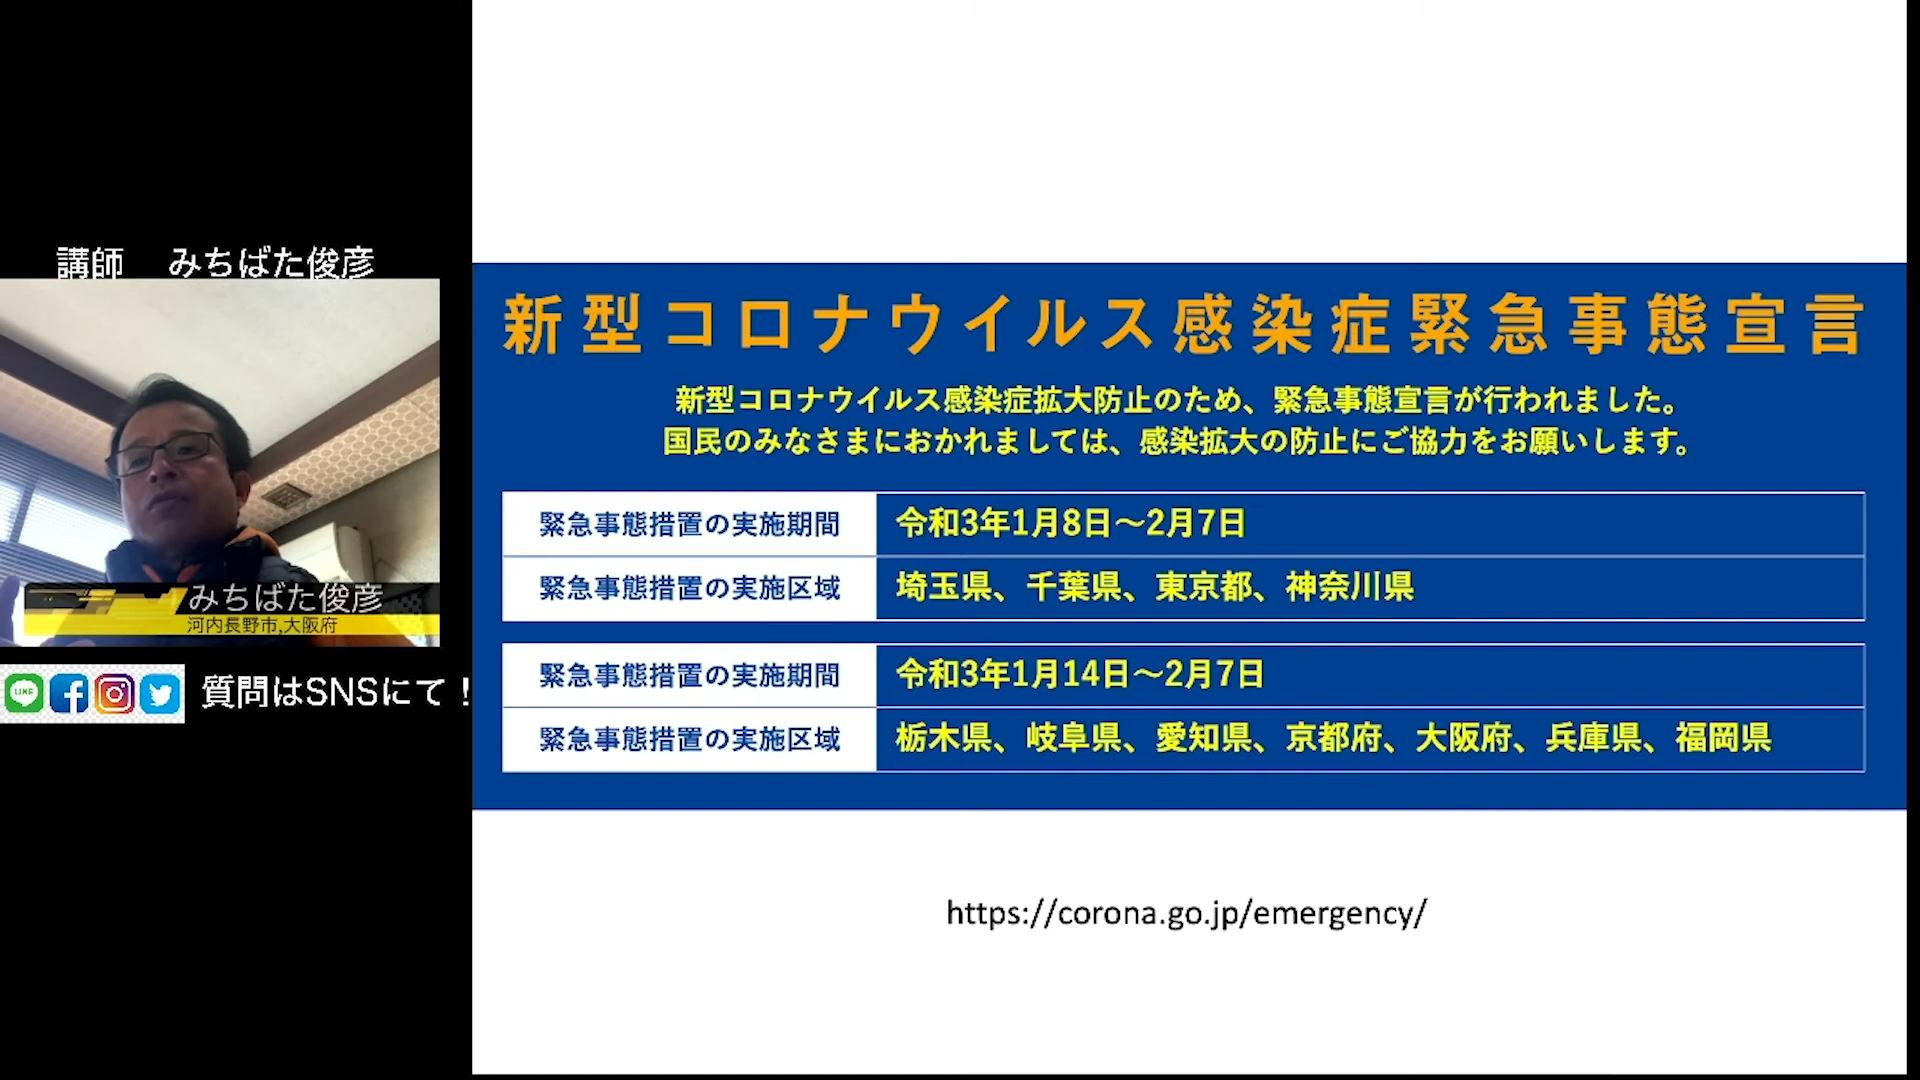 講師　みちばた俊彦
みちばた俊彦
河内長野市,大阪府
LINE
質問はSNSにて！
新型コロナウイルス感染症緊急事態宣言
新型コロナウイルス感染症拡大防止のため、緊急事態宣言が行われました。
国民のみなさまにおかれましては、感染拡大の防止にご協力をお願いします。
緊急事態措置の実施期間 令和3年1月8日～2月7日
緊急事態措置の実施区域 埼玉県、千葉県、東京都、神奈川県
緊急事態措置の実施期間 令和3年1月14日～2月7日
緊急事態措置の実施区域 栃木県、岐阜県、愛知県、京都府、大阪府、兵庫県、福岡県
https://corona.go.jp/emergency/